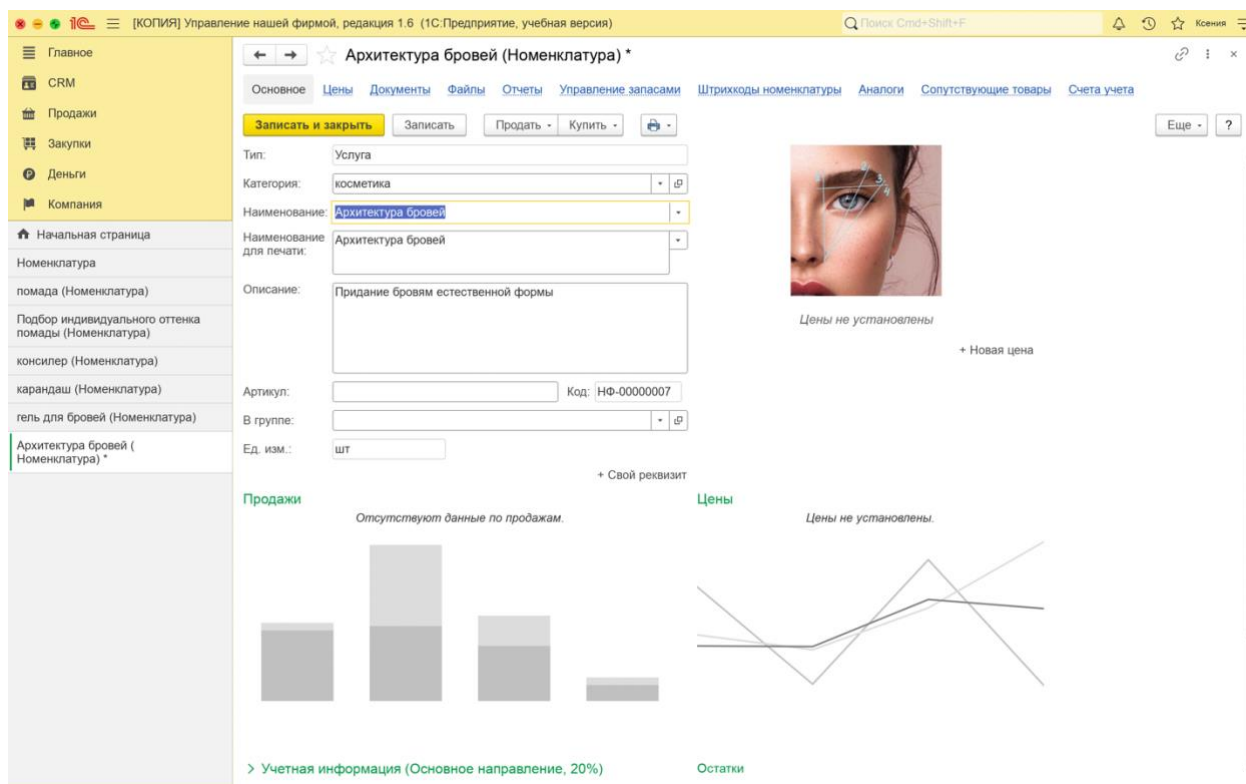 1С [КОПИЯ] Управление нашей фирмой, редакция 1.6 (1С:Предприятие, учебная версия) Поиск Cmd+Shift+F Ксения
Главное
CRM
Продажи
Закупки
Деньги
Компания
Начальная страница
Номенклатура
помада (Номенклатура)
Подбор индивидуального оттенка
помады (Номенклатура)
консилер (Номенклатура)
карандаш (Номенклатура)
гель для бровей (Номенклатура)
Архитектура бровей (
Номенклатура) *
Архитектура бровей (Номенклатура) *
Основное Цены Документы Файлы Отчеты Управление запасами Штрихкоды номенклатуры Аналоги Сопутствующие товары Счета учета
Записать и закрыть Записать Продать Купить Еще ?
Тип: Услуга
Категория: косметика
Наименование: Архитектура бровей
Наименование
для печати: Архитектура бровей
Описание: Придание бровям естественной формы
Артикул: Код: НФ-00000007
В группе:
Ед. изм.: шт
+ Свой реквизит
1 2 3 4
Цены не установлены
+ Новая цена
Продажи
Отсутствуют данные по продажам.
Цены
Цены не установлены.
Учетная информация (Основное направление, 20%)
Остатки